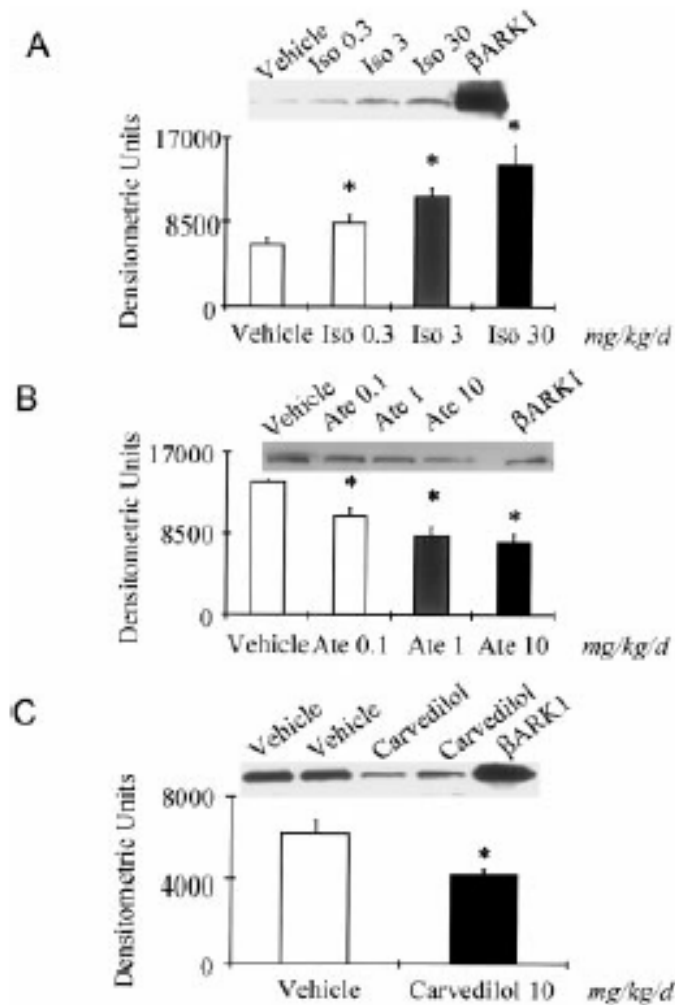 A
Vehicle Iso 0.3 Iso 3 Iso 30 βARK1
Densitometric Units
17000
* * *
8500
0
Vehicle Iso 0.3 Iso 3 Iso 30 mg/kg/d
B
Vehicle Ate 0.1 Ate 1 Ate 10 βARK1
Densitometric Units
17000
* * *
8500
0
Vehicle Ate 0.1 Ate 1 Ate 10 mg/kg/d
C
Vehicle Vehicle Carvedilol Carvedilol βARK1
Densitometric Units
8000
*
4000
0
Vehicle Carvedilol 10 mg/kg/d